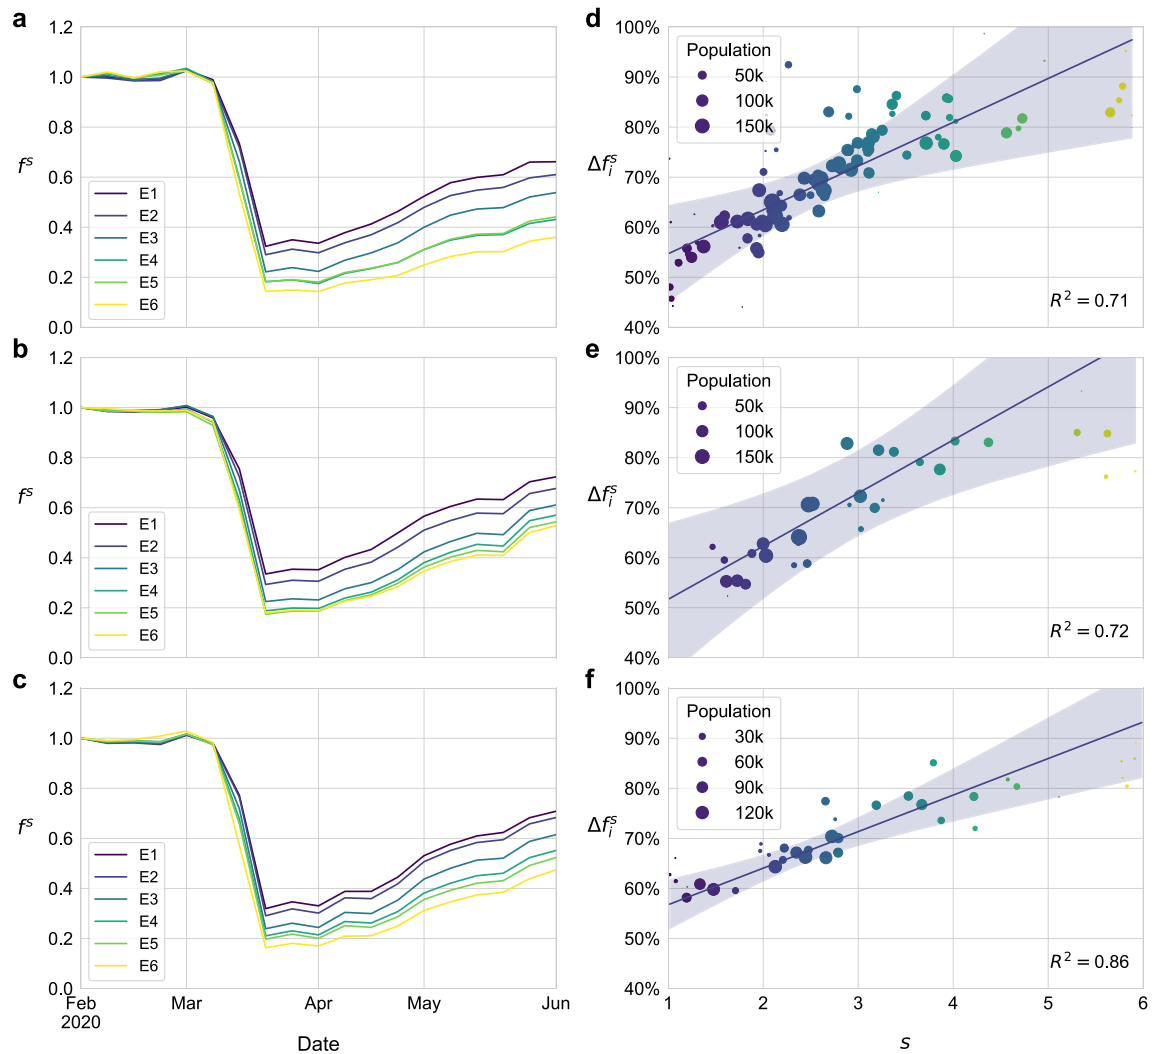 a
1.2
1.0
0.8
0.6
0.4
0.2
0.0
f^s
E1
E2
E3
E4
E5
E6
b
1.2
1.0
0.8
0.6
0.4
0.2
0.0
f^s
E1
E2
E3
E4
E5
E6
c
1.2
1.0
0.8
0.6
0.4
0.2
0.0
f^s
E1
E2
E3
E4
E5
E6
Feb Mar Apr May Jun
2020
Date
d
100%
90%
80%
70%
60%
50%
40%
Δf_i^s
Population
50k
100k
150k
R² = 0.71
e
100%
90%
80%
70%
60%
50%
40%
Δf_i^s
Population
50k
100k
150k
R² = 0.72
f
100%
90%
80%
70%
60%
50%
40%
Δf_i^s
Population
30k
60k
90k
120k
R² = 0.86
1 2 3 4 5 6
s